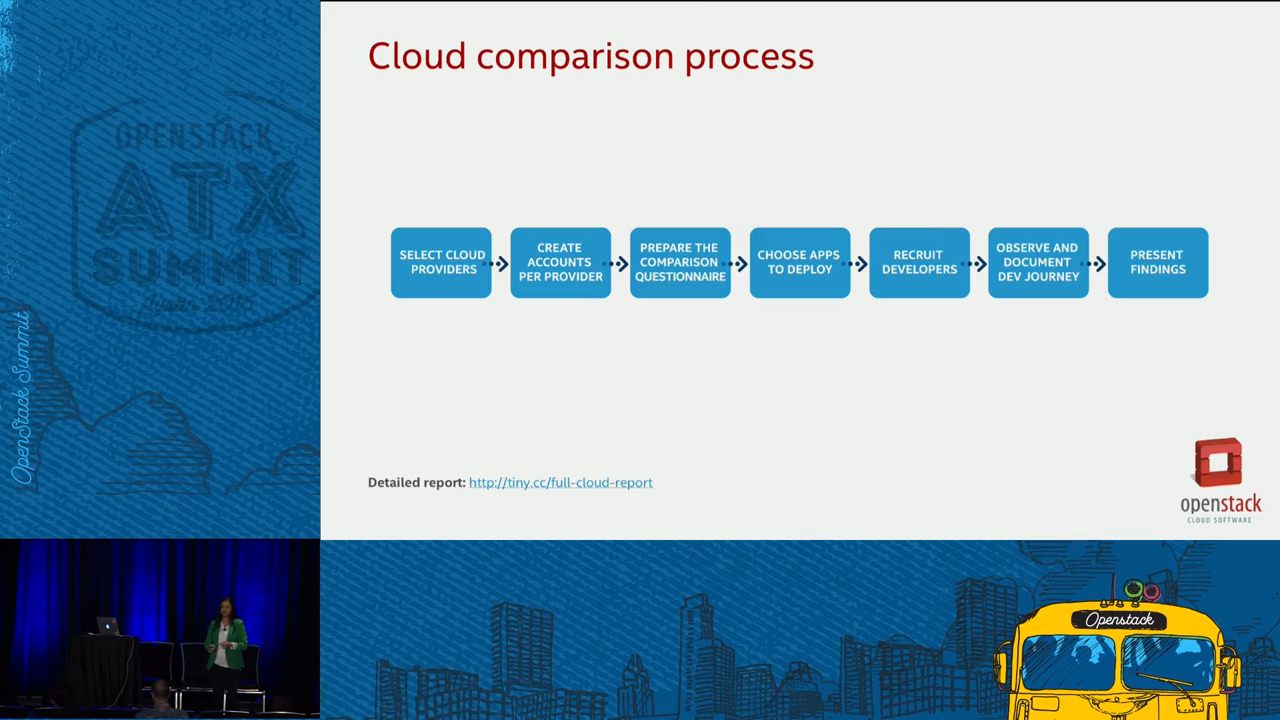 Cloud comparison process
SELECT CLOUD
PROVIDERS
CREATE
ACCOUNTS
PER PROVIDER
PREPARE THE
COMPARISON
QUESTIONNAIRE
CHOOSE APPS
TO DEPLOY
RECRUIT
DEVELOPERS
OBSERVE AND
DOCUMENT
DEV JOURNEY
PRESENT
FINDINGS
Detailed report: http://tiny.cc/full-cloud-report
openstack
CLOUD SOFTWARE
OPENSTACK
ATX
SUMMIT
OpenStack Summit
Openstack